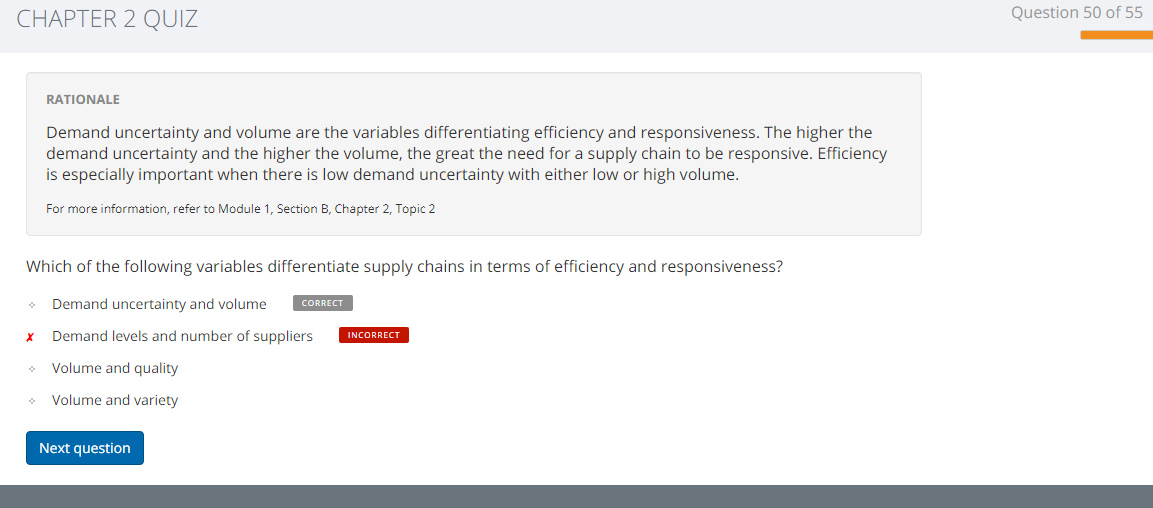 CHAPTER 2 QUIZ
Question 50 of 55
RATIONALE
Demand uncertainty and volume are the variables differentiating efficiency and responsiveness. The higher the
demand uncertainty and the higher the volume, the great the need for a supply chain to be responsive. Efficiency
is especially important when there is low demand uncertainty with either low or high volume.
For more information, refer to Module 1, Section B, Chapter 2, Topic 2
Which of the following variables differentiate supply chains in terms of efficiency and responsiveness?
Demand uncertainty and volume CORRECT
✗ Demand levels and number of suppliers INCORRECT
Volume and quality
Volume and variety
Next question